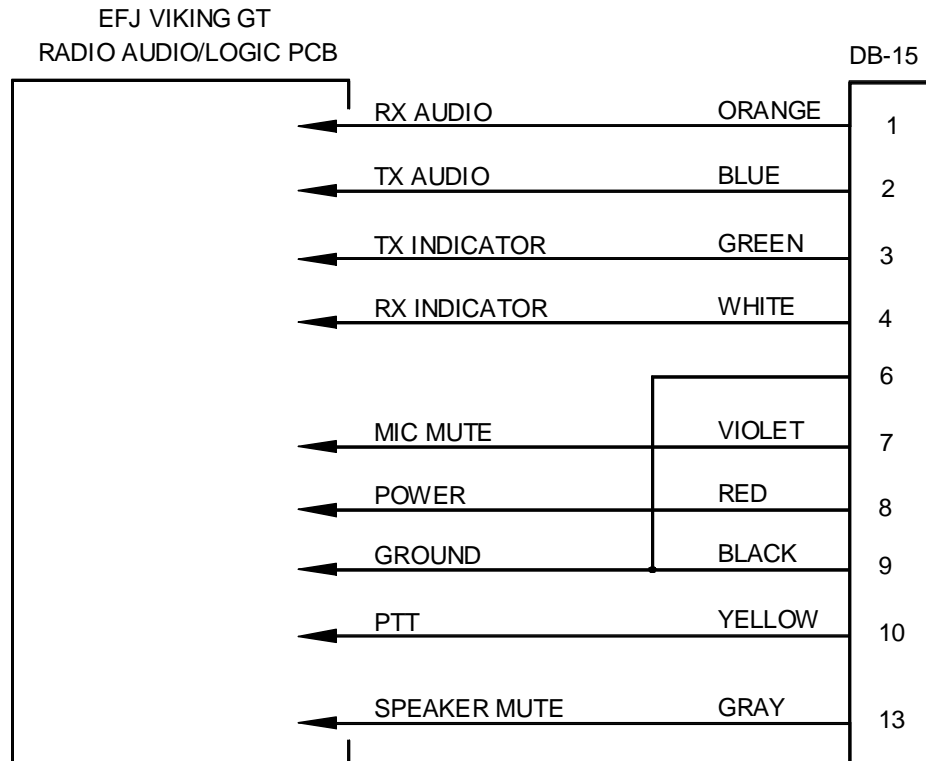 EFJ VIKING GT
RADIO AUDIO/LOGIC PCB
DB-15
RX AUDIO ORANGE 1
TX AUDIO BLUE 2
TX INDICATOR GREEN 3
RX INDICATOR WHITE 4
6
MIC MUTE VIOLET 7
POWER RED 8
GROUND BLACK 9
PTT YELLOW 10
SPEAKER MUTE GRAY 13